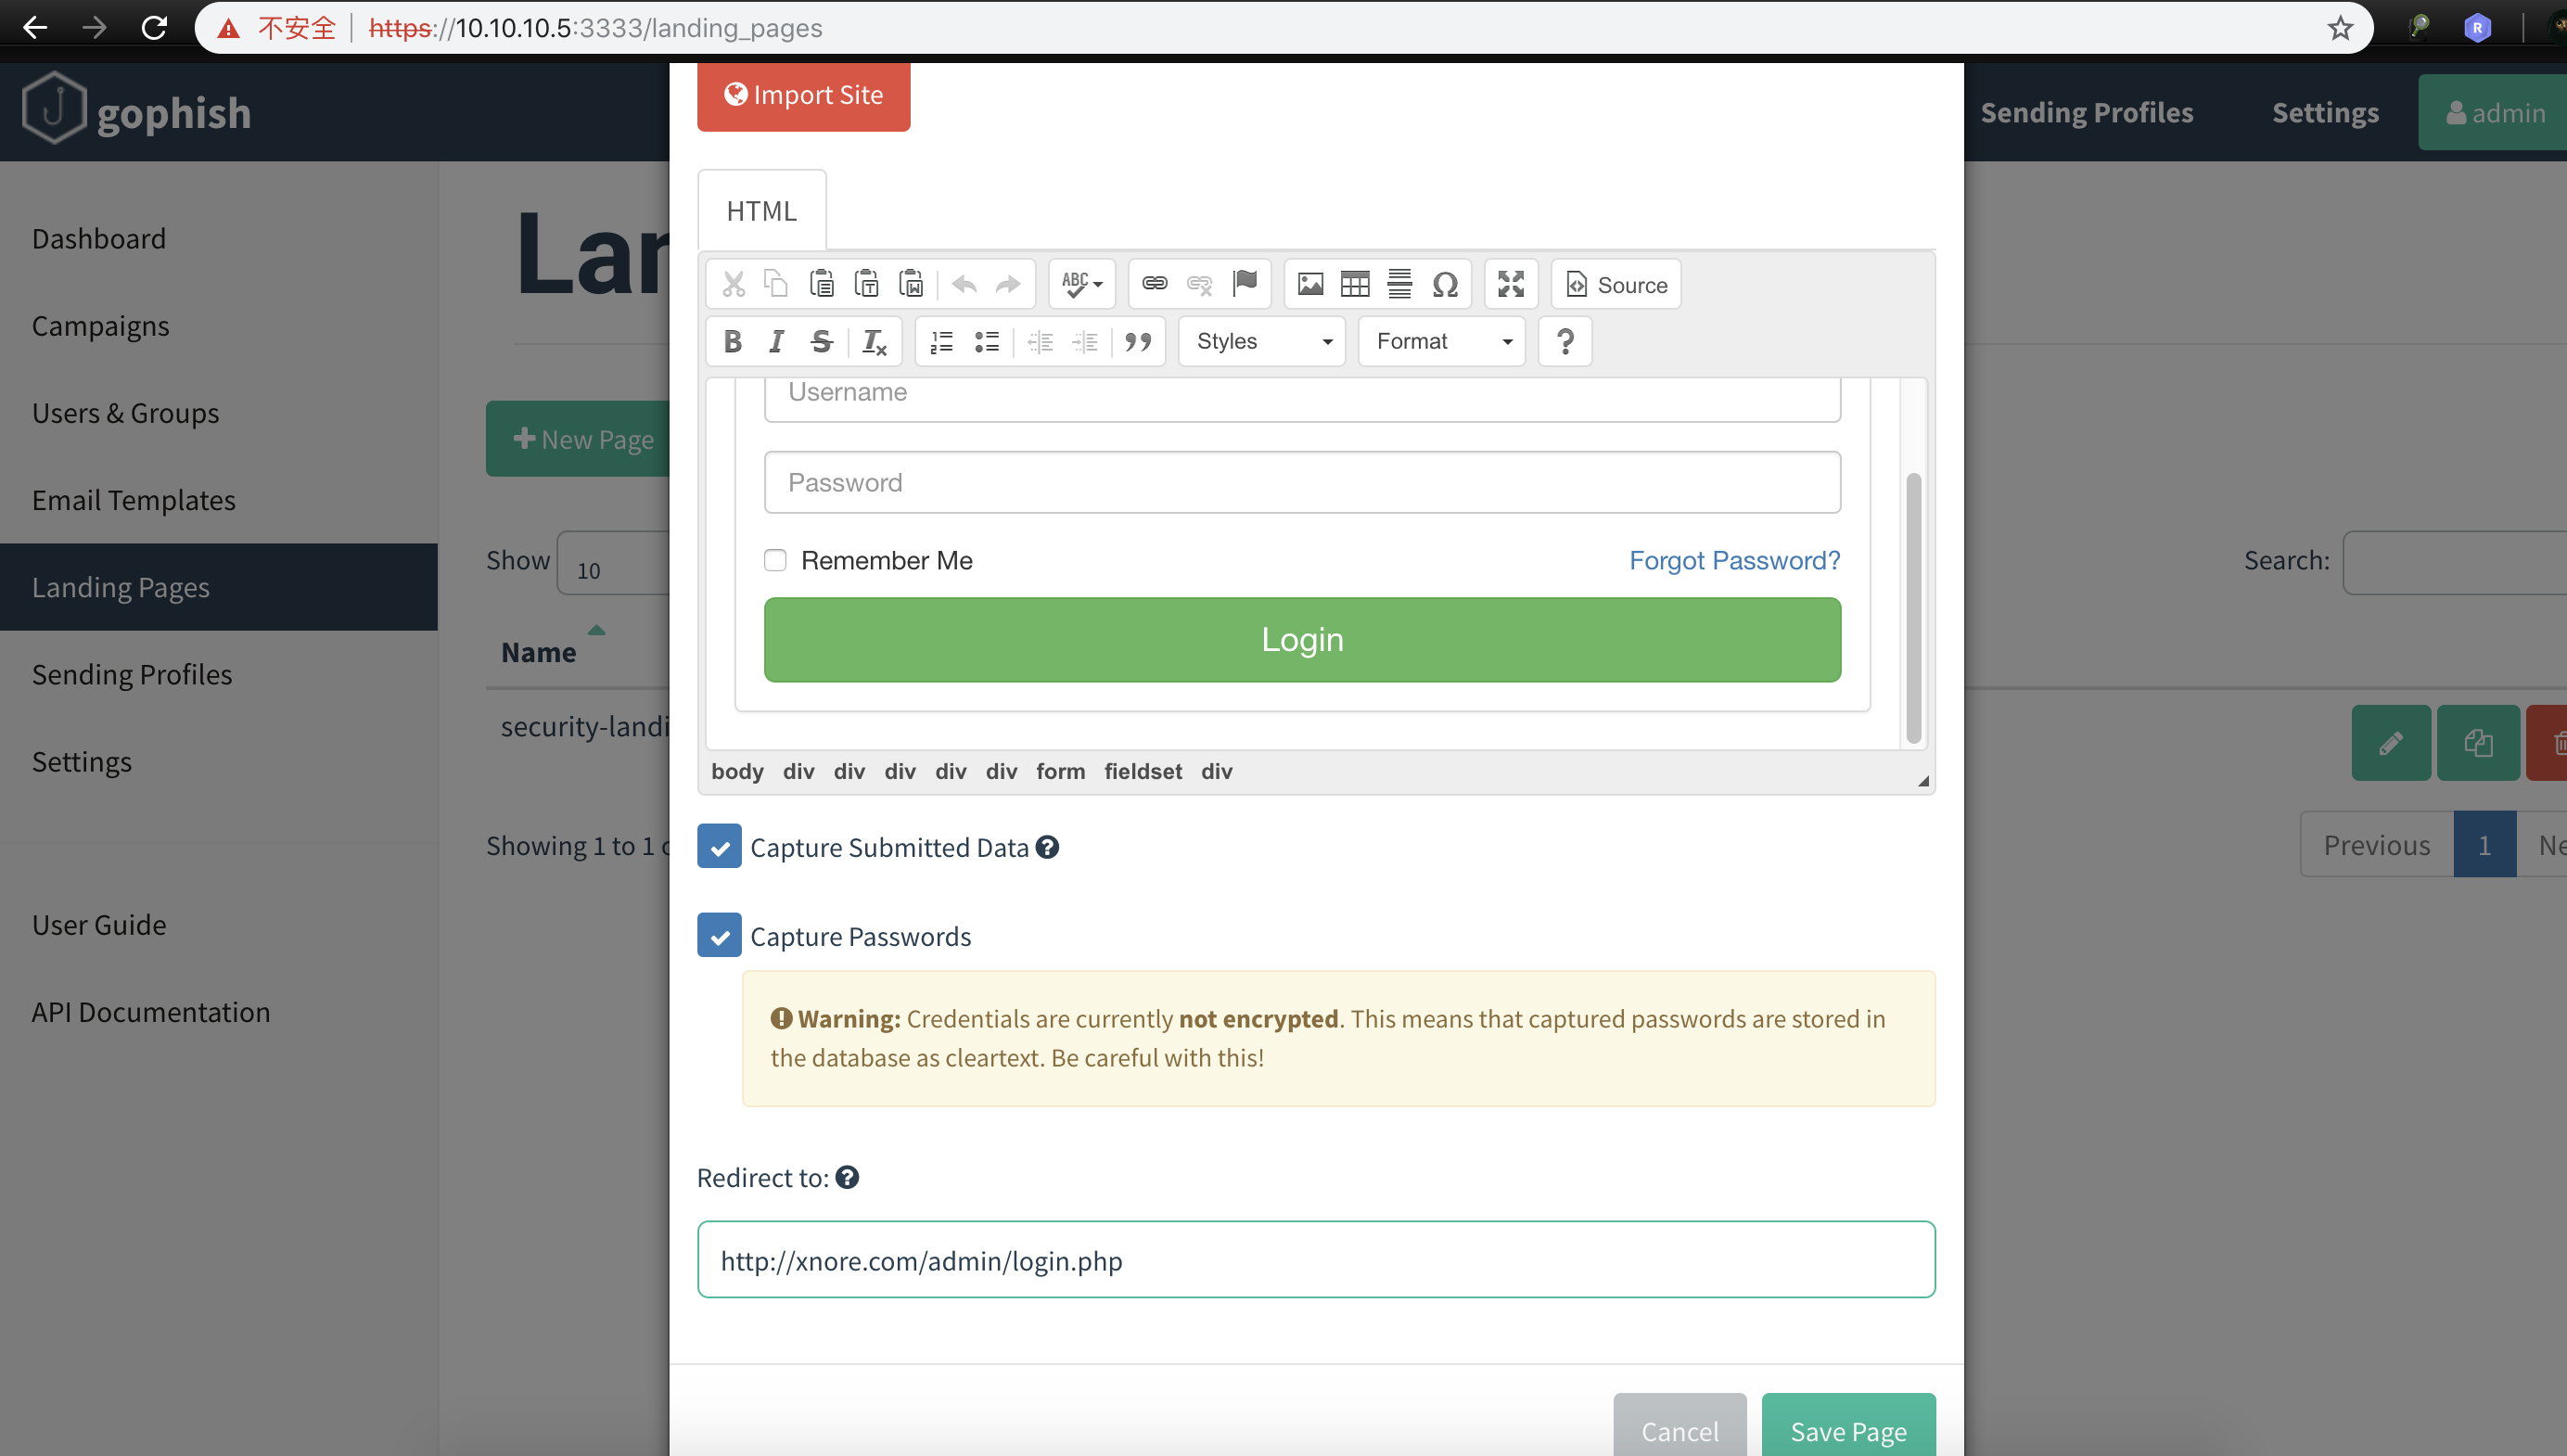 不安全 https://10.10.10.5:3333/landing_pages
R
gophish
Sending Profiles
Settings
admin
Dashboard
Campaigns
Users & Groups
Email Templates
Landing Pages
Sending Profiles
Settings
User Guide
API Documentation
New Page
Show 10
Search:
Name
Showing 1 to 1
Previous 1
Import Site
HTML
ABC
Source
B I S
Styles
Format
?
Username
Password
Remember Me
Forgot Password?
Login
body div div div div div form fieldset div
Capture Submitted Data
Capture Passwords
Warning: Credentials are currently not encrypted. This means that captured passwords are stored in
the database as cleartext. Be careful with this!
Redirect to:
http://xnore.com/admin/login.php
Cancel
Save Page